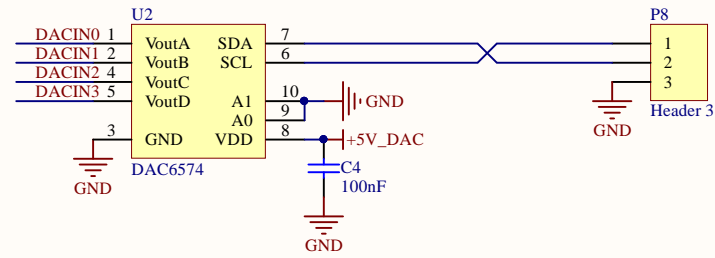 U2
P8
DACIN0 1 VoutA SDA 7 1
DACIN1 2 VoutB SCL 6 2
DACIN2 4 VoutC 3
DACIN3 5 VoutD A1 10 GND
A0 9
3 GND VDD 8 +5V_DAC
GND Header 3
DAC6574
GND
C4
100nF
GND